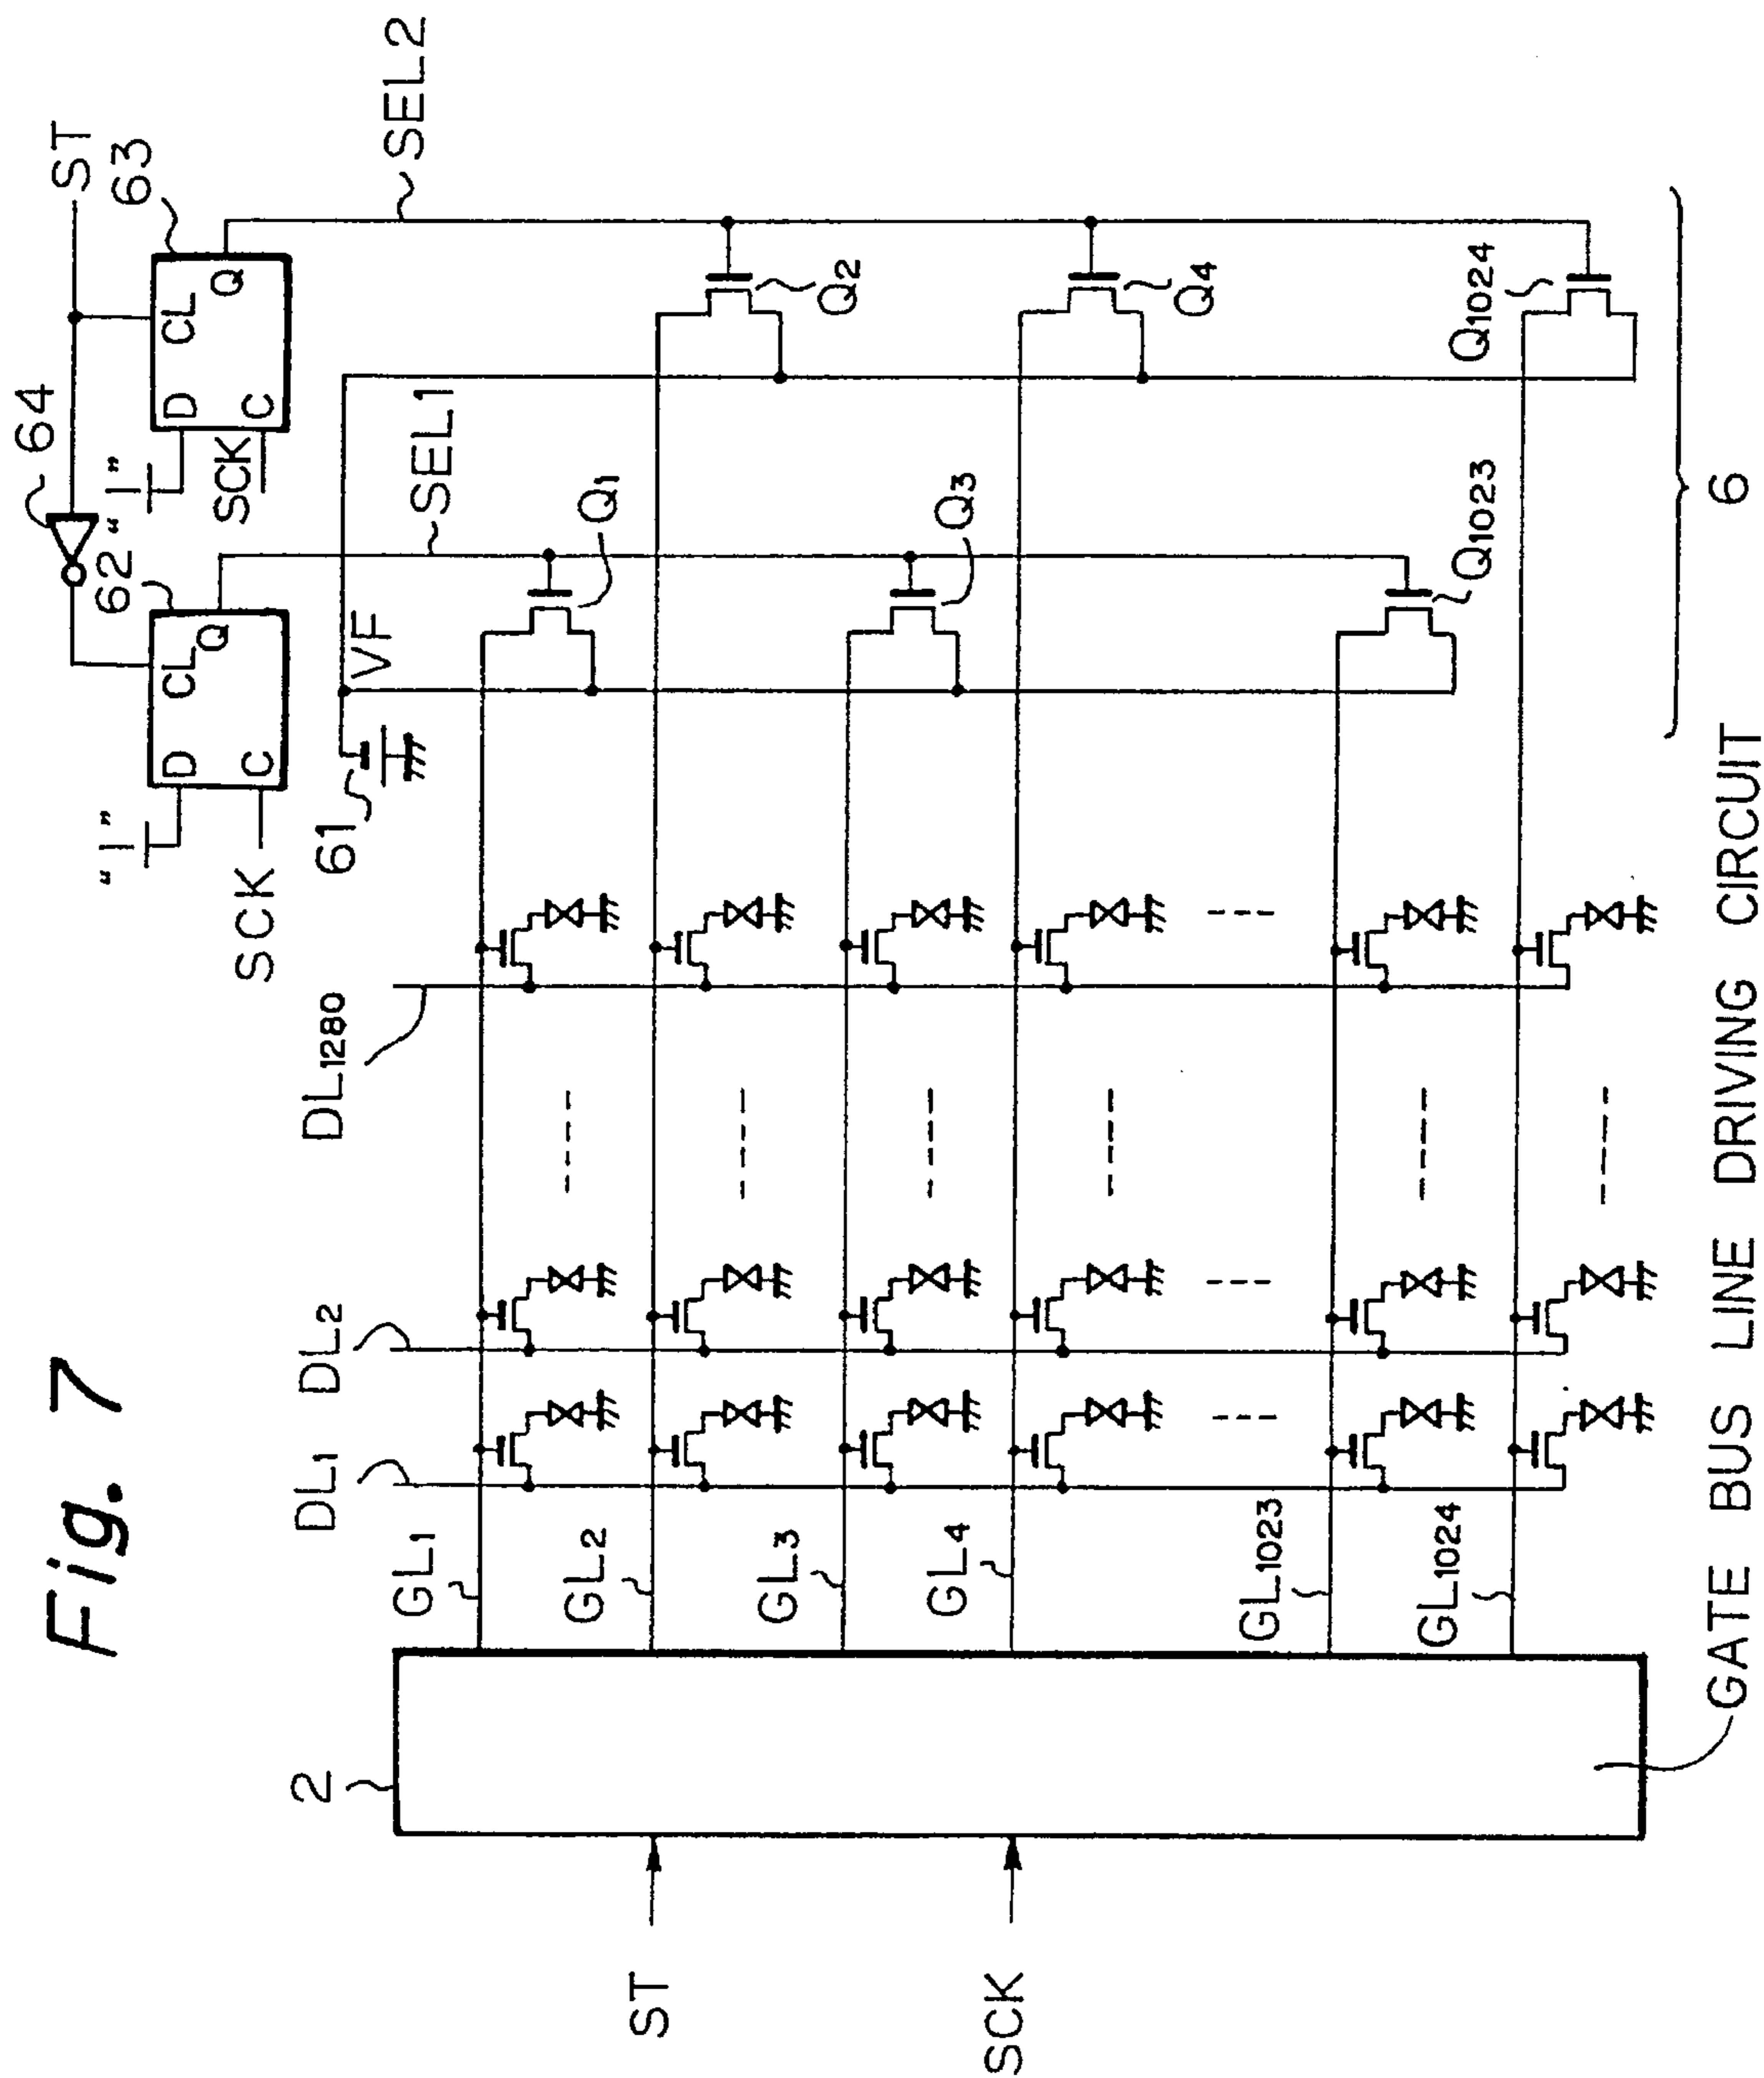 Fig. 7
ST
64
63
62
"1"
"1"
D
CL
Q
C
D
CL
Q
C
SCK
SCK
SEL1
SEL2
61
VF
DL1
DL2
DL1280
2
GL1
GL2
GL3
GL4
GL1023
GL1024
Q1
Q2
Q3
Q4
Q1023
Q1024
ST
SCK
6
GATE BUS LINE DRIVING CIRCUIT